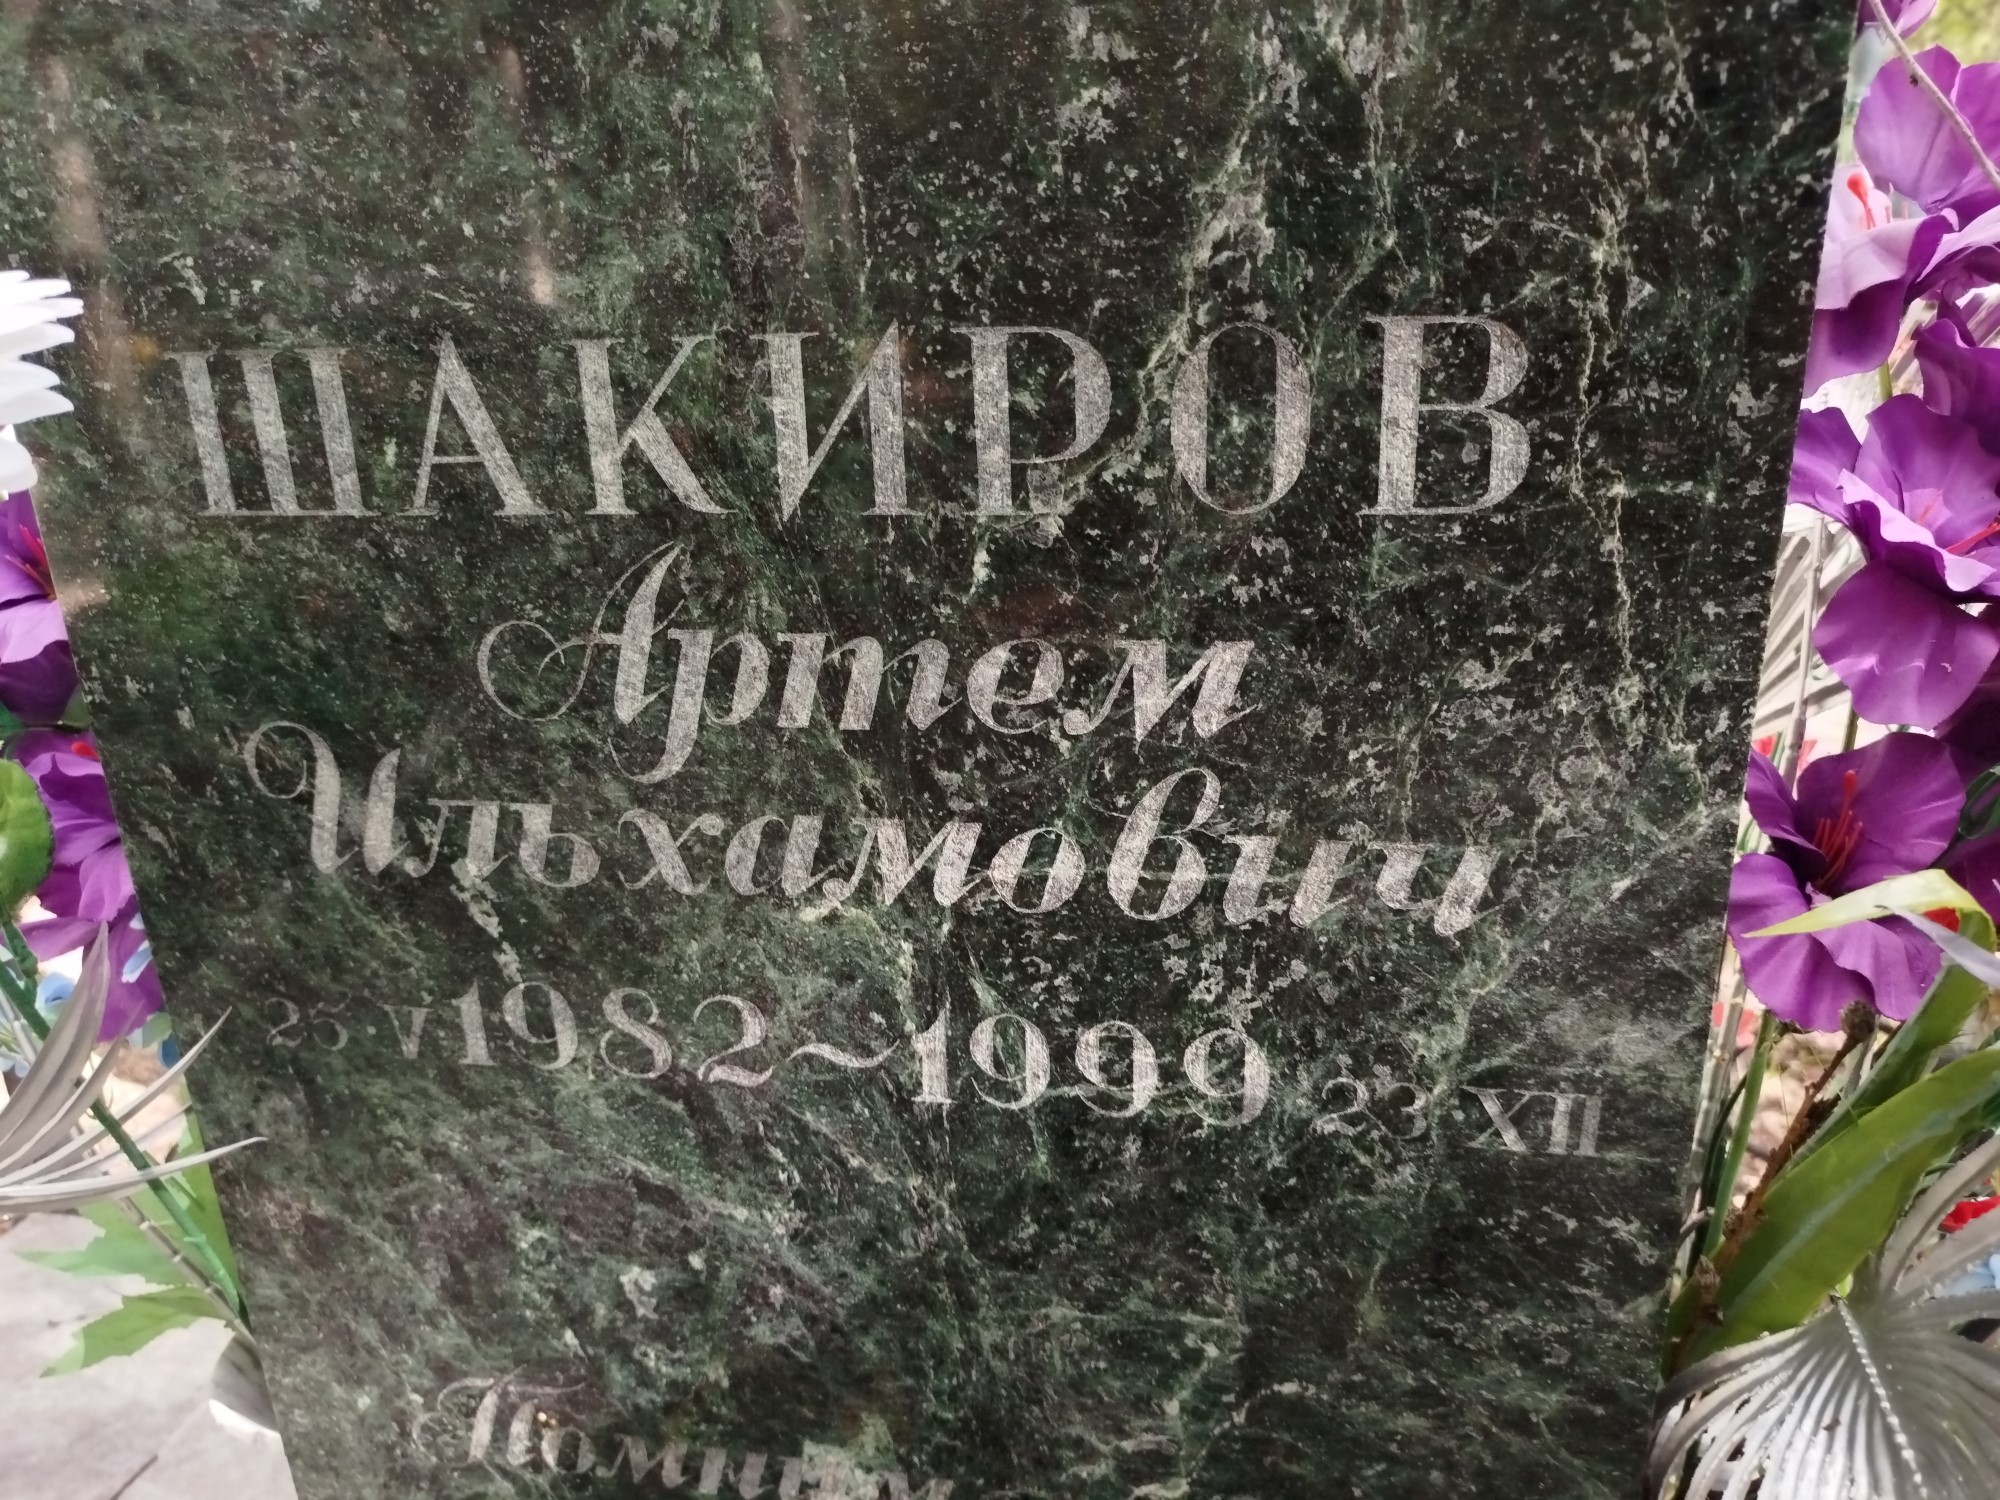 ШАКИРОВ
Артем
Ильхамович
25 V 1982~1999 23 XII
Помним